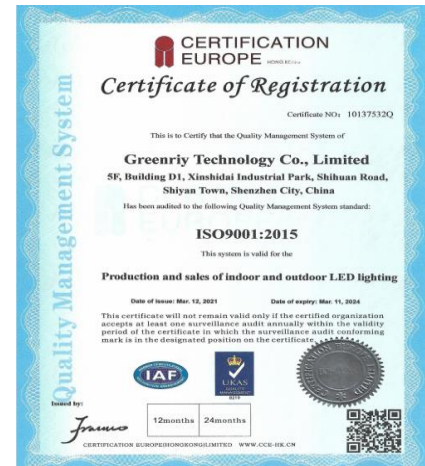 CERTIFICATION
EUROPE
Certificate of Registration
Certificate NO: 10137532Q
This is to Certify that the Quality Management System of
Greenriy Technology Co., Limited
5F, Building D1, Xinshidai Industrial Park, Shihuan Road,
Shiyan Town, Shenzhen City, China
Has been audited to the following Quality Management System standard:
ISO9001:2015
This system is valid for the
Production and sales of indoor and outdoor LED lighting
Date of issue: Mar. 12, 2021 Date of expiry: Mar. 11, 2024
This certificate will not remain valid only if the certified organization
accepts at least one surveillance audit annually within the validity
period of the certificate in which the surveillance audit conforming
mark is in the designated position on the certificate.
Quality Management System
IAF
UKAS
QUALITY
MANAGEMENT
Issued by:
12months 24months
CERTIFICATION EUROPEHONGKONGLIMITED WWW.CCE-HK.CN